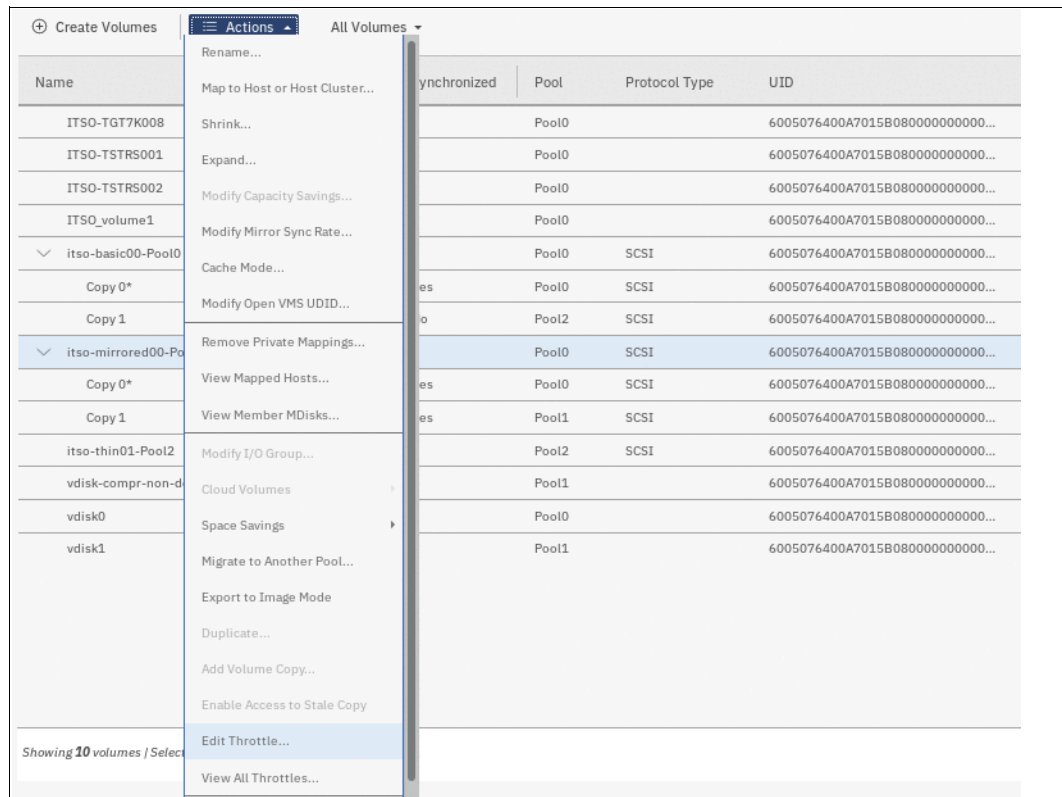 Create Volumes Actions All Volumes
Rename...
Name ynchronized Pool Protocol Type UID
Map to Host or Host Cluster...
ITSO-TGT7K008 Shrink... Pool0 6005076400A7015B080000000000...
ITSO-TSTRS001 Expand... Pool0 6005076400A7015B080000000000...
ITSO-TSTRS002 Modify Capacity Savings... Pool0 6005076400A7015B080000000000...
ITSO_volume1 Modify Mirror Sync Rate... Pool0 6005076400A7015B080000000000...
itso-basic00-Pool0 Cache Mode... Pool0 SCSI 6005076400A7015B080000000000...
Copy 0* es Pool0 SCSI 6005076400A7015B080000000000...
Modify Open VMS UDID...
Copy 1 o Pool2 SCSI 6005076400A7015B080000000000...
Remove Private Mappings...
itso-mirrored00-Po Pool0 SCSI 6005076400A7015B080000000000...
Copy 0* View Mapped Hosts... es Pool0 SCSI 6005076400A7015B080000000000...
Copy 1 View Member MDisks... es Pool1 SCSI 6005076400A7015B080000000000...
itso-thin01-Pool2 Modify I/O Group... Pool2 SCSI 6005076400A7015B080000000000...
vdisk-compr-non-d Cloud Volumes Pool1 6005076400A7015B080000000000...
vdisk0 Space Savings Pool0 6005076400A7015B080000000000...
vdisk1 Pool1 6005076400A7015B080000000000...
Migrate to Another Pool...
Export to Image Mode
Duplicate...
Add Volume Copy...
Enable Access to Stale Copy
Edit Throttle...
Showing 10 volumes | Selec
View All Throttles...